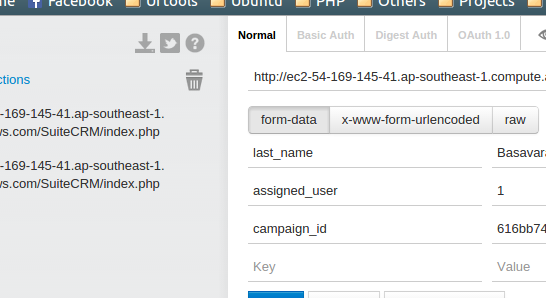 Facebook Urtools Ubuntu PHP Others Projects
Normal Basic Auth Digest Auth OAuth 1.0
ctions
http://ec2-54-169-145-41.ap-southeast-1.compute.a
-169-145-41.ap-southeast-1.
ws.com/SuiteCRM/index.php
form-data x-www-form-urlencoded raw
last_name Basavara
-169-145-41.ap-southeast-1.
ws.com/SuiteCRM/index.php
assigned_user 1
campaign_id 616bb74
Key Value